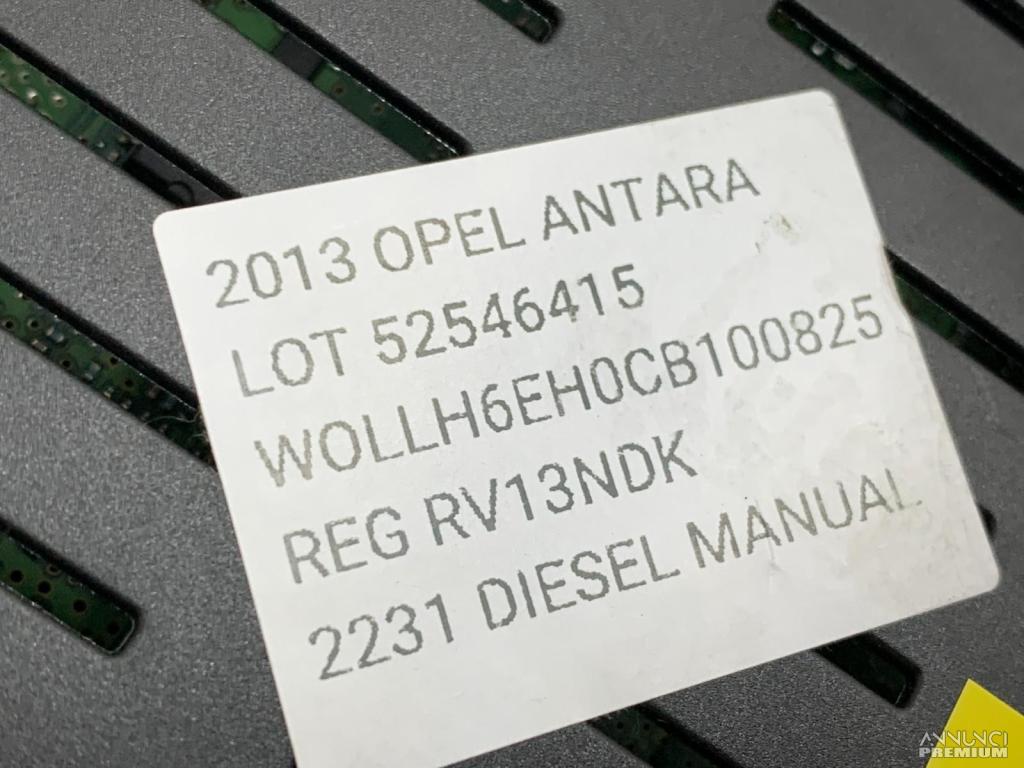 2013 OPEL ANTARA
LOT 52546415
WOLLH6EH0CB100825
REG RV13NDK
2231 DIESEL MANUAL
ANNUNCI
PREMIUM